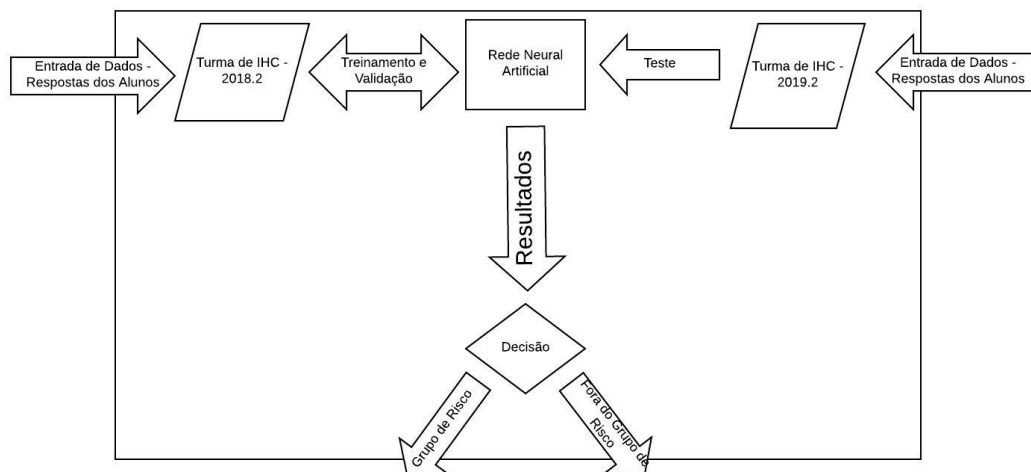 Entrada de Dados -
Respostas dos Alunos
Turma de IHC -
2018.2
Treinamento e
Validação
Rede Neural
Artificial
Teste
Turma de IHC -
2019.2
Entrada de Dados -
Respostas dos Alunos
Resultados
Decisão
Grupo de Risco
Fora do Grupo de
Risco